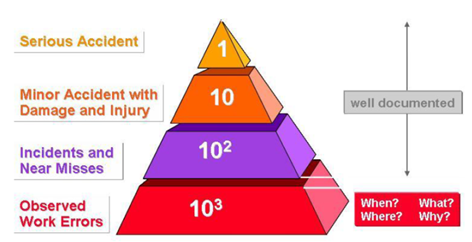 Serious Accident
1
Minor Accident with
Damage and Injury
10
well documented
Incidents and
Near Misses
10²
Observed
Work Errors
10³
When? What?
Where? Why?